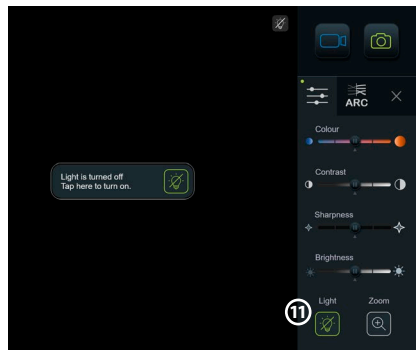 Light is turned off
Tap here to turn on.
ARC
Colour
Contrast
Sharpness
Brightness
Light
Zoom
11